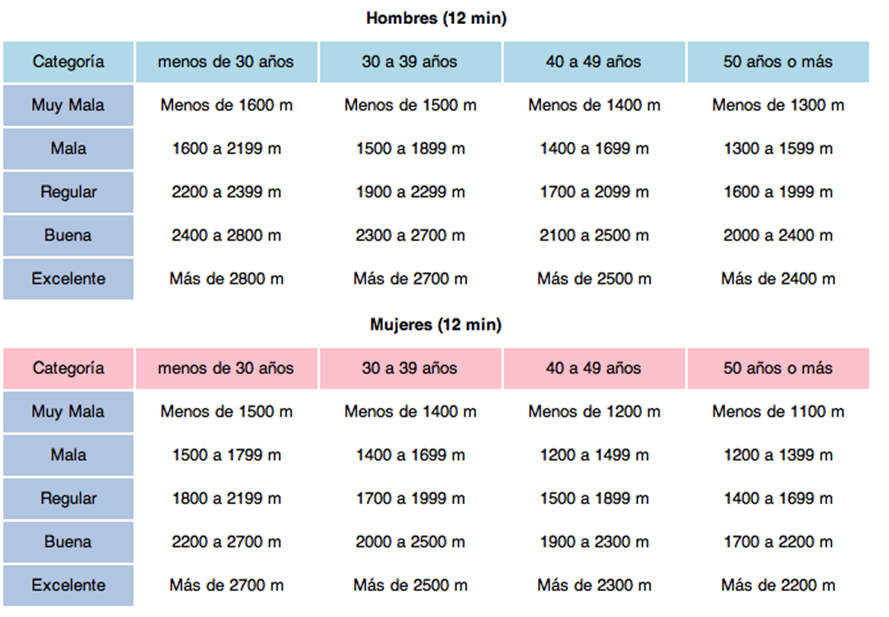 Hombres (12 min)
Categoría menos de 30 años 30 a 39 años 40 a 49 años 50 años o más
Muy Mala Menos de 1600 m Menos de 1500 m Menos de 1400 m Menos de 1300 m
Mala 1600 a 2199 m 1500 a 1899 m 1400 a 1699 m 1300 a 1599 m
Regular 2200 a 2399 m 1900 a 2299 m 1700 a 2099 m 1600 a 1999 m
Buena 2400 a 2800 m 2300 a 2700 m 2100 a 2500 m 2000 a 2400 m
Excelente Más de 2800 m Más de 2700 m Más de 2500 m Más de 2400 m
Mujeres (12 min)
Categoría menos de 30 años 30 a 39 años 40 a 49 años 50 años o más
Muy Mala Menos de 1500 m Menos de 1400 m Menos de 1200 m Menos de 1100 m
Mala 1500 a 1799 m 1400 a 1699 m 1200 a 1499 m 1200 a 1399 m
Regular 1800 a 2199 m 1700 a 1999 m 1500 a 1899 m 1400 a 1699 m
Buena 2200 a 2700 m 2000 a 2500 m 1900 a 2300 m 1700 a 2200 m
Excelente Más de 2700 m Más de 2500 m Más de 2300 m Más de 2200 m